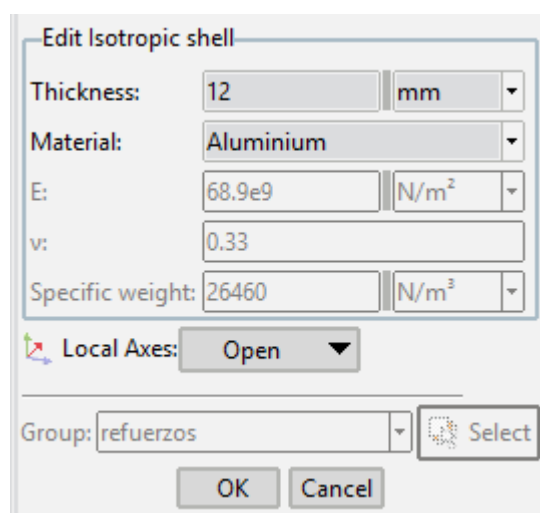 Edit Isotropic shell
Thickness: 12 mm
Material: Aluminium
E: 68.9e9 N/m²
ν: 0.33
Specific weight: 26460 N/m³
Local Axes: Open
Group: refuerzos Select
OK Cancel